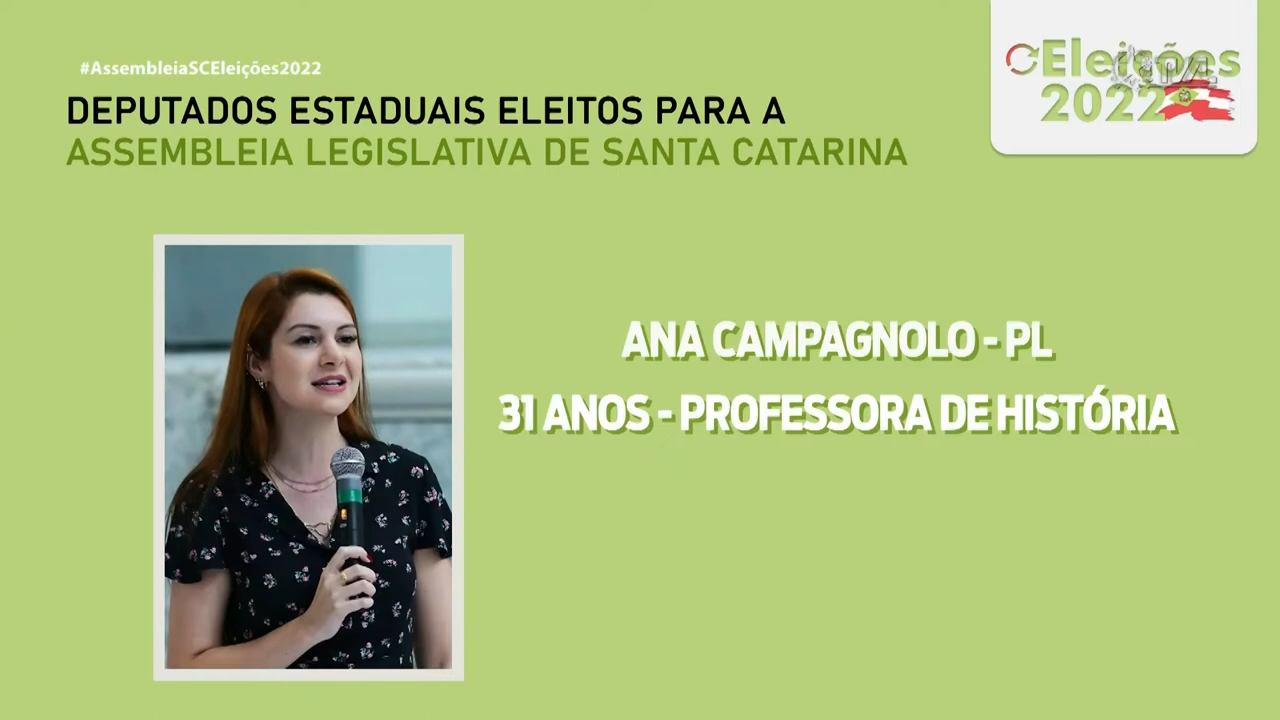 #AssembleiaSCEleições2022
DEPUTADOS ESTADUAIS ELEITOS PARA A
ASSEMBLEIA LEGISLATIVA DE SANTA CATARINA
Eleições
2022
ANA CAMPAGNOLO - PL
31 ANOS - PROFESSORA DE HISTÓRIA